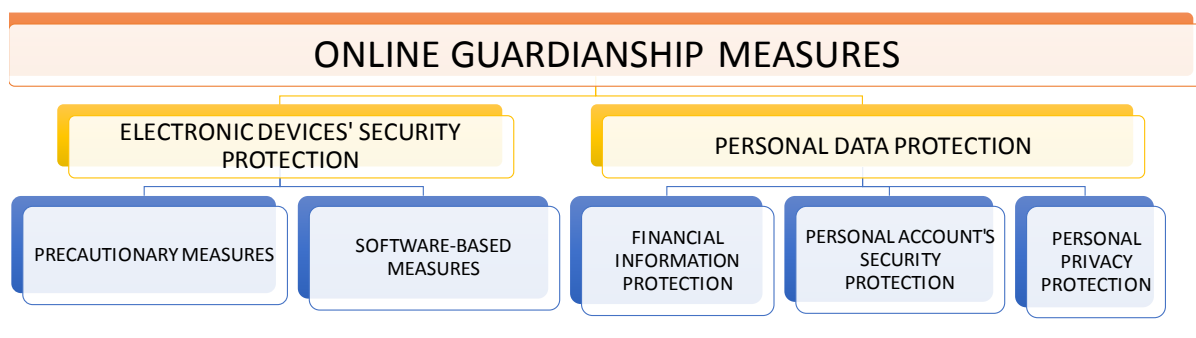 ONLINE GUARDIANSHIP MEASURES
ELECTRONIC DEVICES' SECURITY
PROTECTION
PERSONAL DATA PROTECTION
PRECAUTIONARY MEASURES
SOFTWARE-BASED
MEASURES
FINANCIAL
INFORMATION
PROTECTION
PERSONAL ACCOUNT'S
SECURITY
PROTECTION
PERSONAL
PRIVACY
PROTECTION